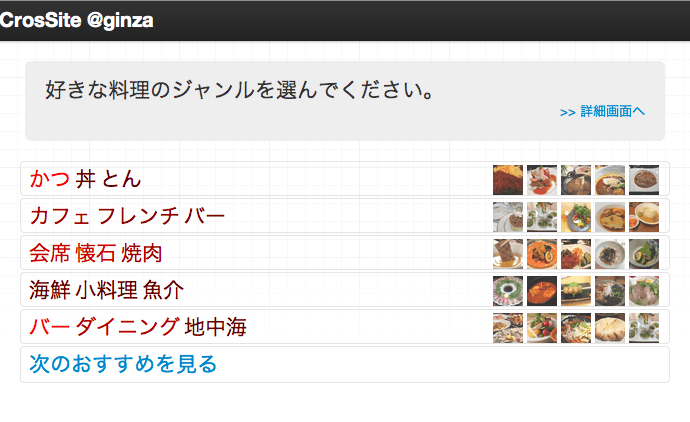 CrosSite @ginza
好きな料理のジャンルを選んでください。
>> 詳細画面へ
かつ 丼 とん
カフェ フレンチ バー
会席 懐石 焼肉
海鮮 小料理 魚介
バー ダイニング 地中海
次のおすすめを見る